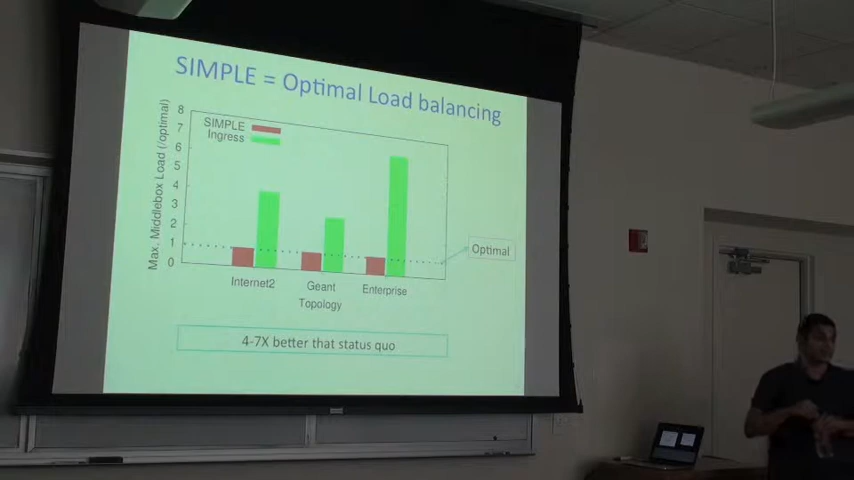 SIMPLE = Optimal Load balancing
Max. Middlebox Load (/optimal)
8
7
6
5
4
3
2
1
0
SIMPLE
Ingress
Optimal
Internet2 Geant Enterprise
Topology
4-7X better that status quo